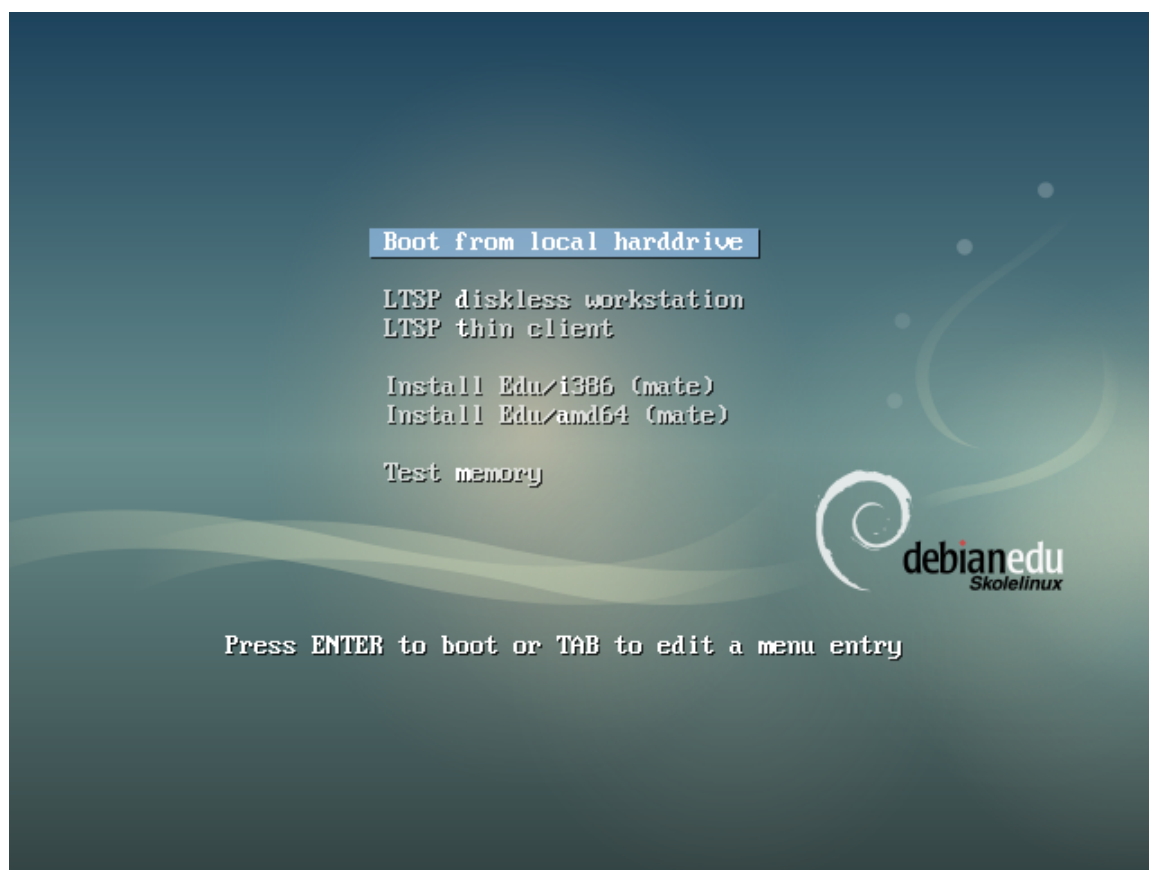 Boot from local harddrive
LTSP diskless workstation
LTSP thin client
Install Edu/i386 (mate)
Install Edu/amd64 (mate)
Test memory
debianedu
Skolelinux
Press ENTER to boot or TAB to edit a menu entry